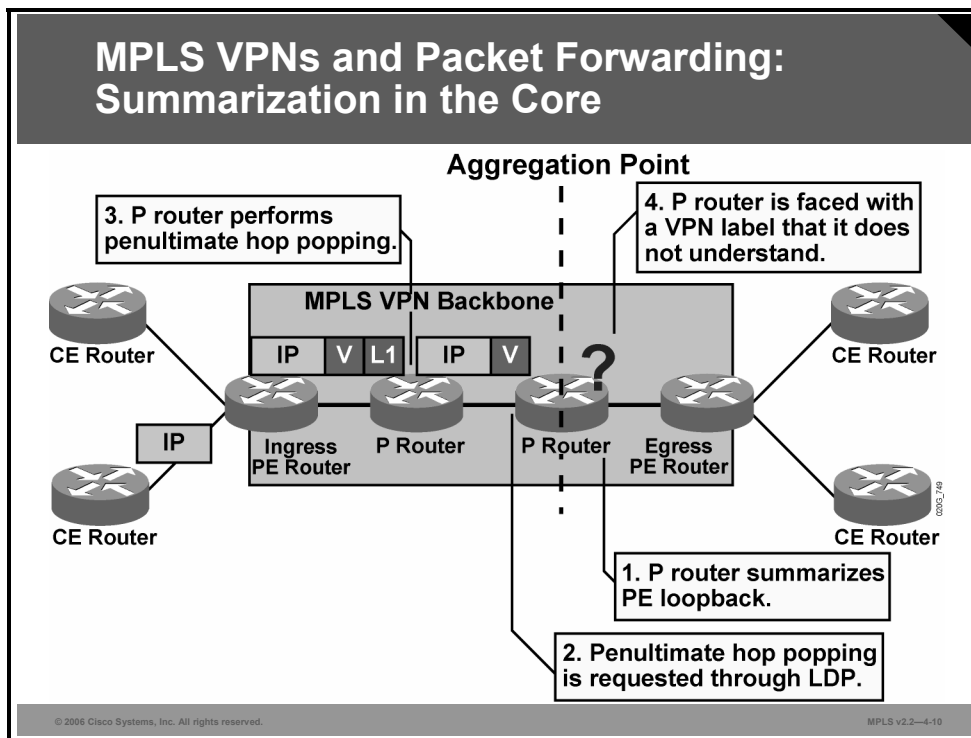 MPLS VPNs and Packet Forwarding:
Summarization in the Core
Aggregation Point
3. P router performs
penultimate hop popping.
4. P router is faced with
a VPN label that it does
not understand.
MPLS VPN Backbone
CE Router
CE Router
IP V L1
IP V
?
IP
Ingress
PE Router
P Router
P Router
Egress
PE Router
CE Router
CE Router
020G_749
1. P router summarizes
PE loopback.
2. Penultimate hop popping
is requested through LDP.
© 2006 Cisco Systems, Inc. All rights reserved.
MPLS v2.2—4-10